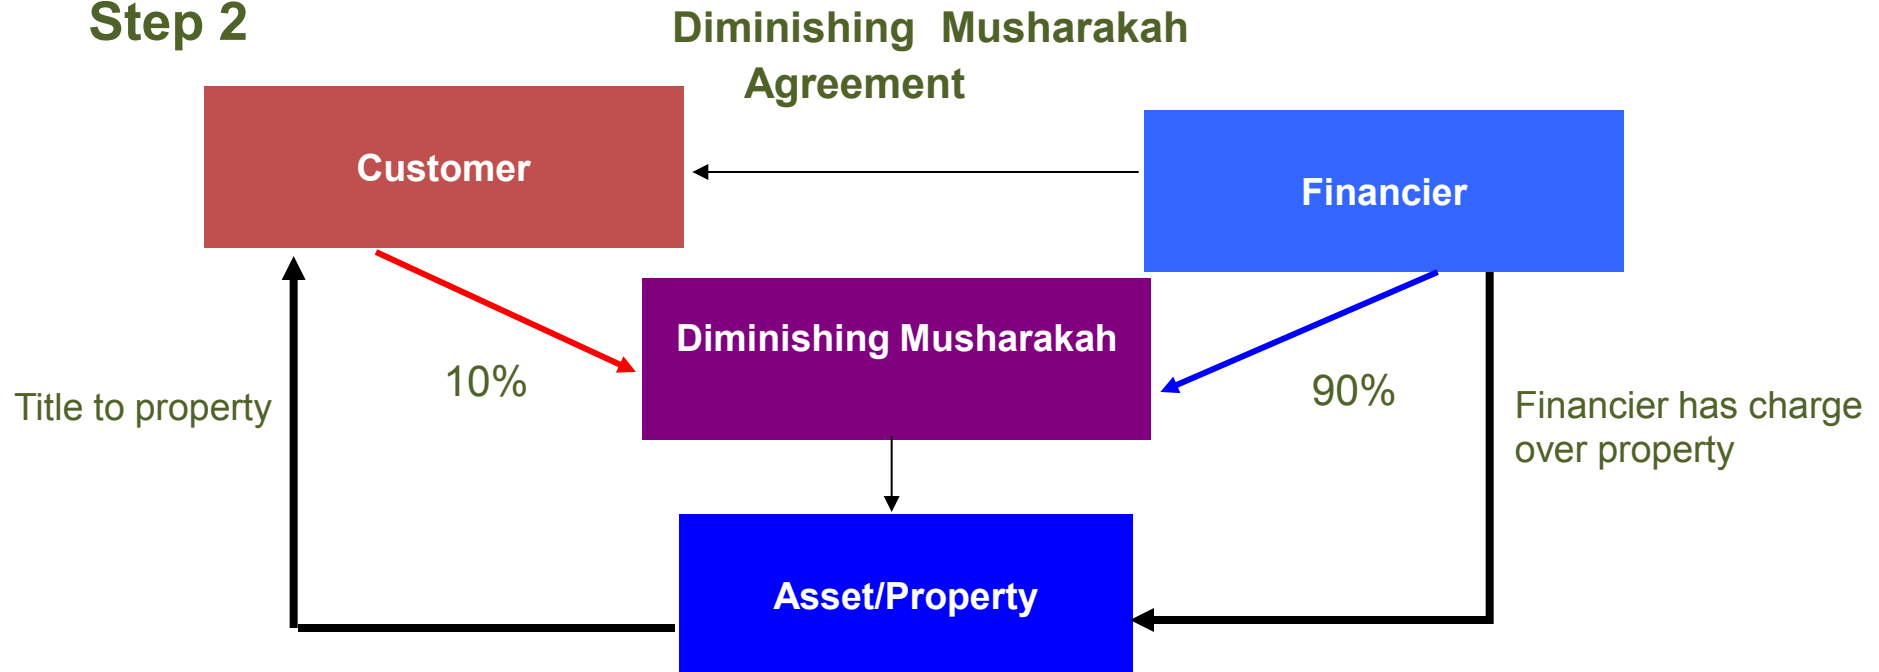 Step 2
Diminishing Musharakah
Agreement
Customer
Financier
Diminishing Musharakah
10%
90%
Title to property
Financier has charge
over property
Asset/Property